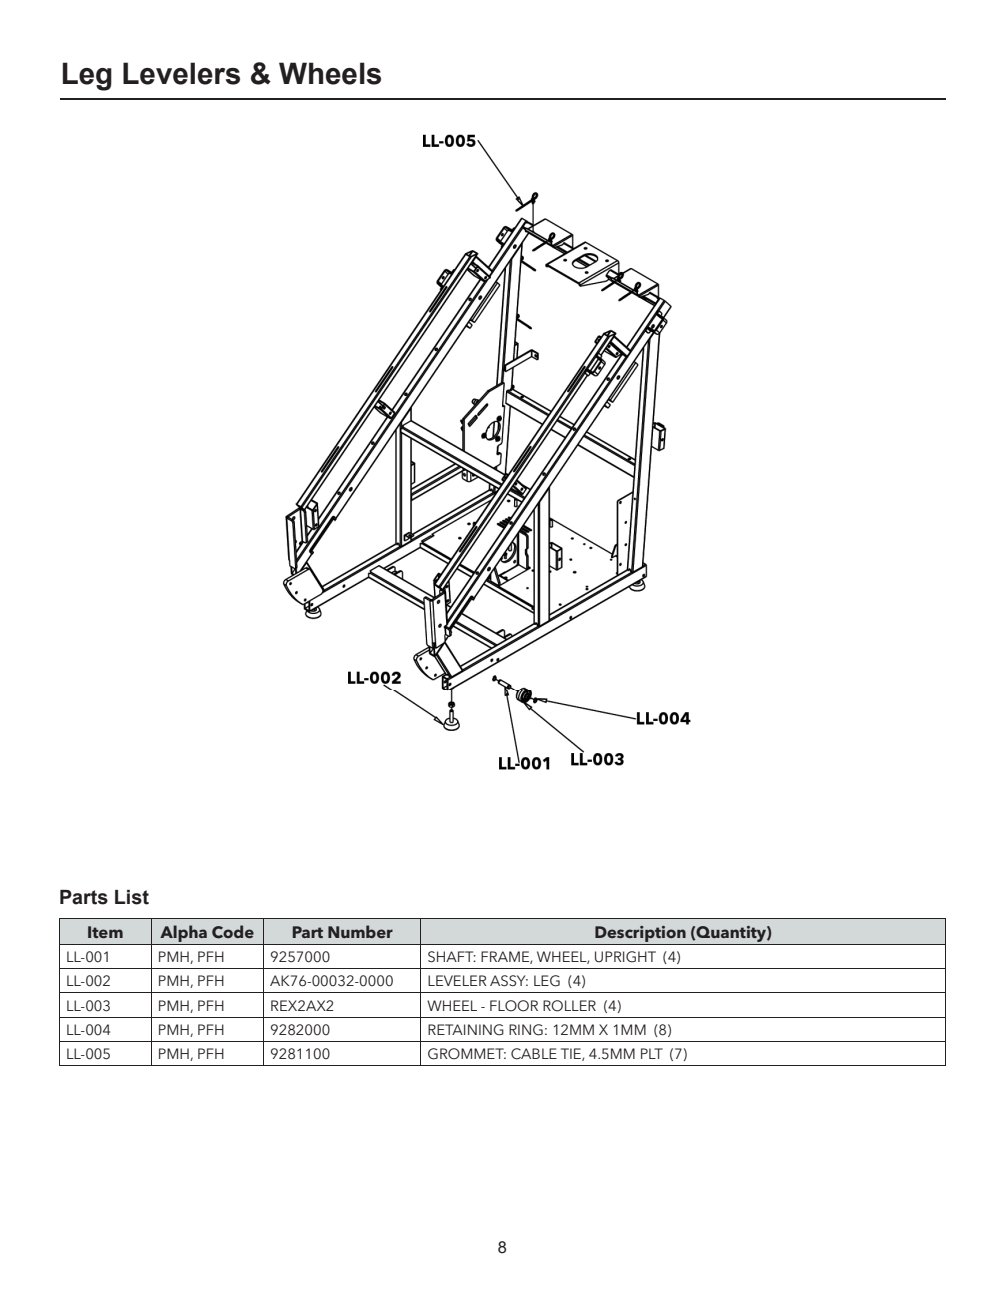 Leg Levelers & Wheels
LL-005
LL-002
LL-004
LL-001
LL-003
Parts List
Item Alpha Code Part Number Description (Quantity)
LL-001 PMH, PFH 9257000 SHAFT: FRAME, WHEEL, UPRIGHT (4)
LL-002 PMH, PFH AK76-00032-0000 LEVELER ASSY: LEG (4)
LL-003 PMH, PFH REX2AX2 WHEEL - FLOOR ROLLER (4)
LL-004 PMH, PFH 9282000 RETAINING RING: 12MM X 1MM (8)
LL-005 PMH, PFH 9281100 GROMMET: CABLE TIE, 4.5MM PLT (7)
8